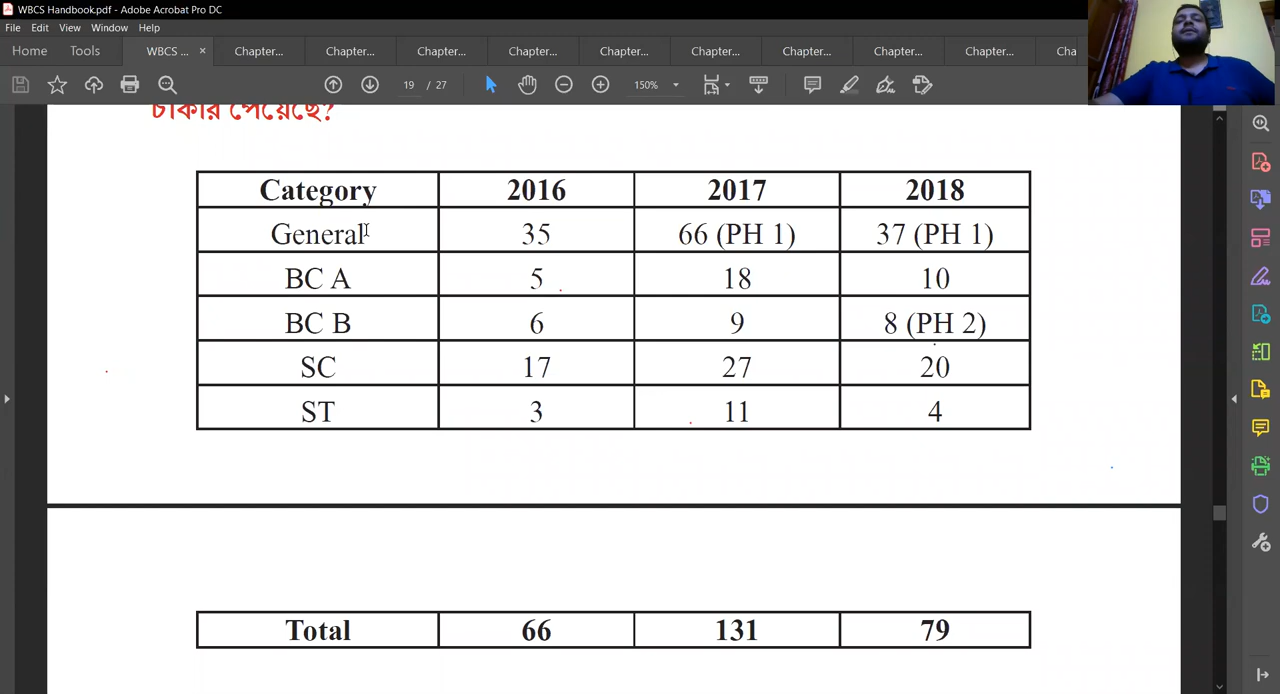 WBCS Handbook.pdf - Adobe Acrobat Pro DC
File Edit View Window Help
Home Tools WBCS ... × Chapter... Chapter... Chapter... Chapter... Chapter... Chapter... Chapter... Chapter... Chapter... Cha
19 / 27 150%
চাকরি পেয়েছে?
Category 2016 2017 2018
General 35 66 (PH 1) 37 (PH 1)
BC A 5 18 10
BC B 6 9 8 (PH 2)
SC 17 27 20
ST 3 11 4
Total 66 131 79